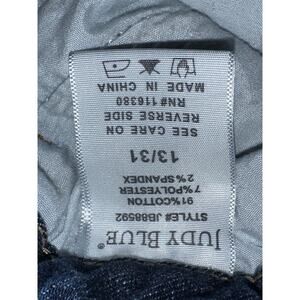 JUDY BLUE
STYLE# JB88592
91%COTTON
7%POLYESTER
2%SPANDEX
13/31
SEE CARE ON
REVERSE SIDE
RN# 116380
MADE IN CHINA